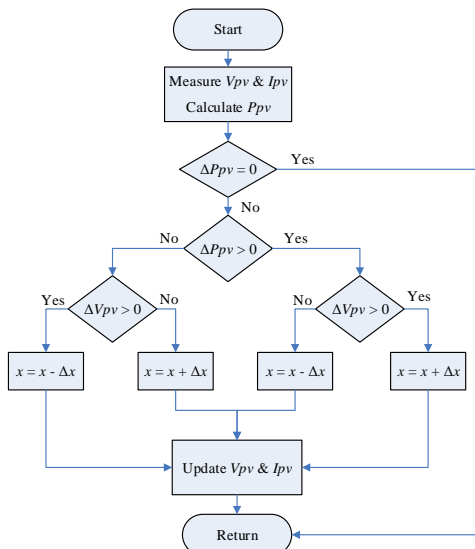 Start
Measure Vpv & Ipv
Calculate Ppv
ΔPpv = 0
Yes
No
ΔPpv > 0
No
Yes
ΔVpv > 0
Yes
No
ΔVpv > 0
No
Yes
x = x - Δx
x = x + Δx
x = x - Δx
x = x + Δx
Update Vpv & Ipv
Return